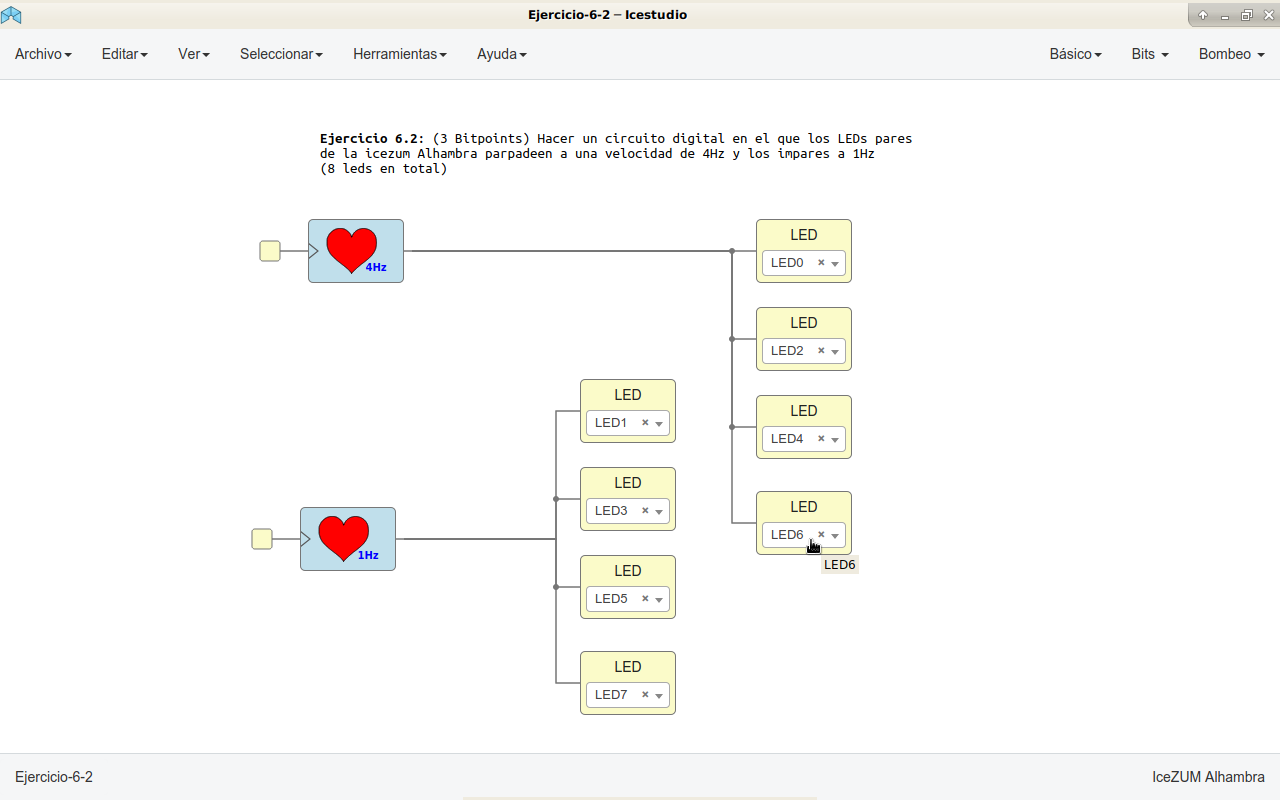 Ejercicio-6-2 – Icestudio
Archivo Editar Ver Seleccionar Herramientas Ayuda Básico Bits Bombeo
Ejercicio 6.2: (3 Bitpoints) Hacer un circuito digital en el que los LEDs pares
de la icezum Alhambra parpadeen a una velocidad de 4Hz y los impares a 1Hz
(8 leds en total)
4Hz
LED
LED0
LED
LED2
LED
LED4
LED
LED6
LED6
1Hz
LED
LED1
LED
LED3
LED
LED5
LED
LED7
Ejercicio-6-2
IceZUM Alhambra